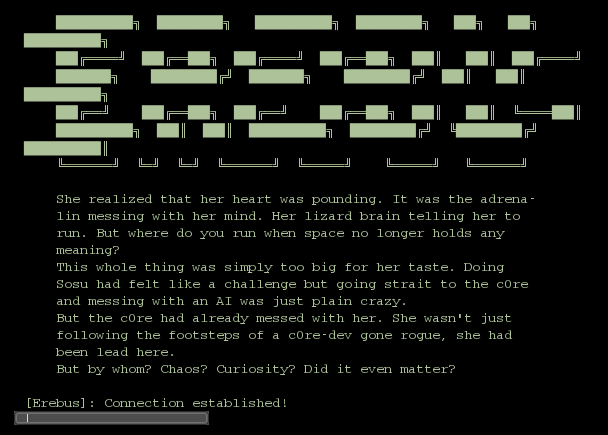 EREBUS
She realized that her heart was pounding. It was the adrena-
lin messing with her mind. Her lizard brain telling her to
run. But where do you run when space no longer holds any
meaning?
This whole thing was simply too big for her taste. Doing
Sosu had felt like a challenge but going strait to the c0re
and messing with an AI was just plain crazy.
But the c0re had already messed with her. She wasn't just
following the footsteps of a c0re-dev gone rogue, she had
been lead here.
But by whom? Chaos? Curiosity? Did it even matter?
[Erebus]: Connection established!